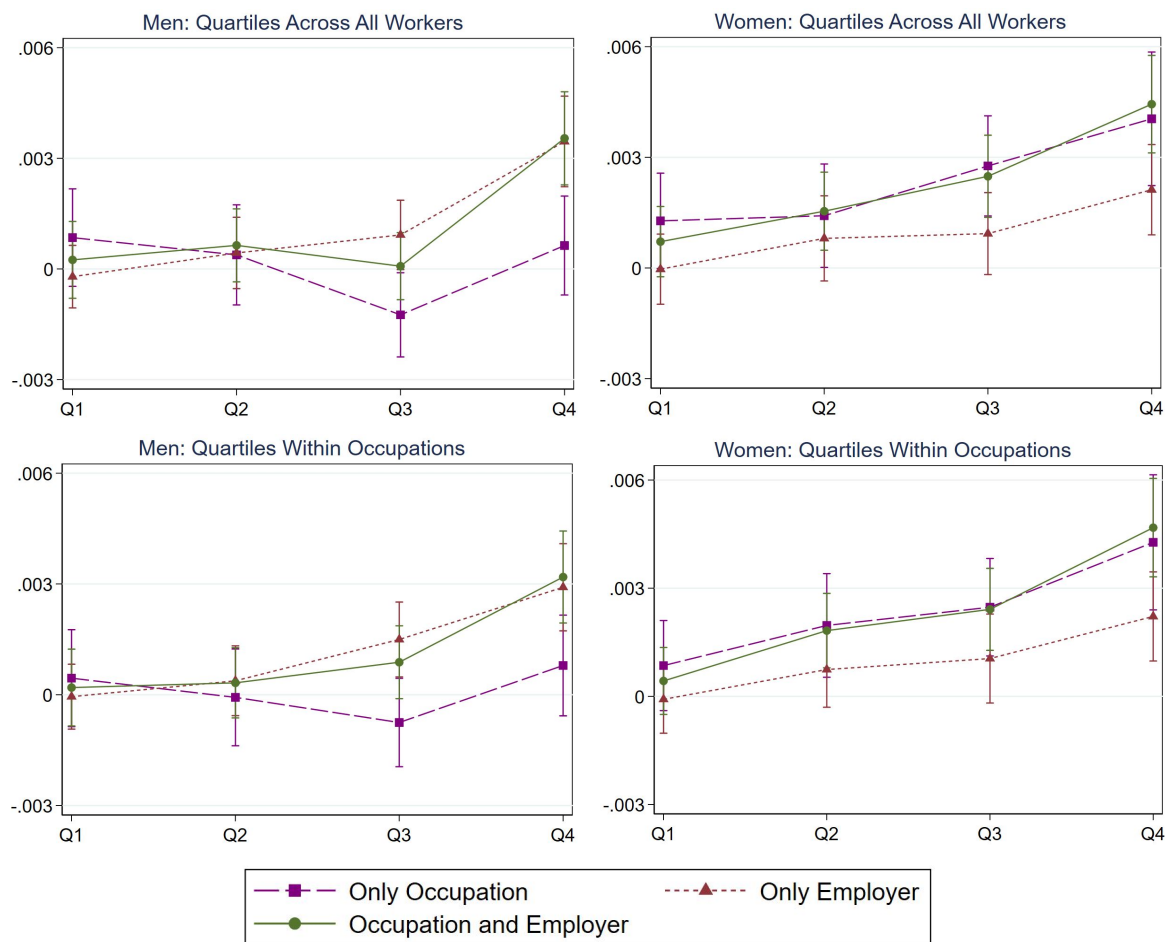 Men: Quartiles Across All Workers
.006
.003
0
-.003
Q1 Q2 Q3 Q4
Women: Quartiles Across All Workers
.006
.003
0
-.003
Q1 Q2 Q3 Q4
Men: Quartiles Within Occupations
.006
.003
0
-.003
Q1 Q2 Q3 Q4
Women: Quartiles Within Occupations
.006
.003
0
-.003
Q1 Q2 Q3 Q4
Only Occupation Only Employer
Occupation and Employer